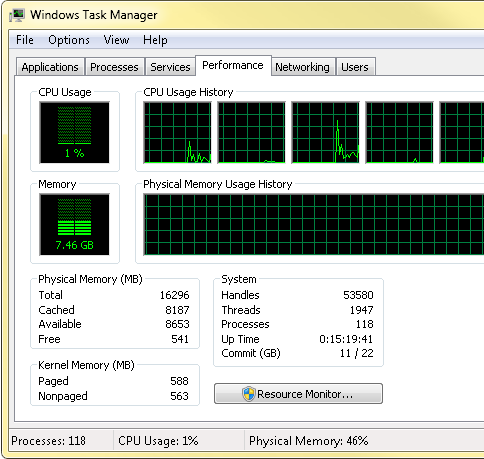 Windows Task Manager
File Options View Help
Applications Processes Services Performance Networking Users
CPU Usage CPU Usage History
1 %
Memory Physical Memory Usage History
7.46 GB
Physical Memory (MB) System
Total 16296 Handles 53580
Cached 8187 Threads 1947
Available 8653 Processes 118
Free 541 Up Time 0:15:19:41
Commit (GB) 11 / 22
Kernel Memory (MB)
Paged 588
Nonpaged 563
Resource Monitor...
Processes: 118 CPU Usage: 1% Physical Memory: 46%